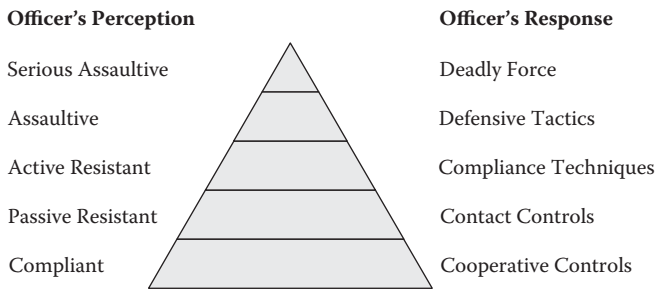 Officer's Perception Officer's Response
Serious Assaultive Deadly Force
Assaultive Defensive Tactics
Active Resistant Compliance Techniques
Passive Resistant Contact Controls
Compliant Cooperative Controls